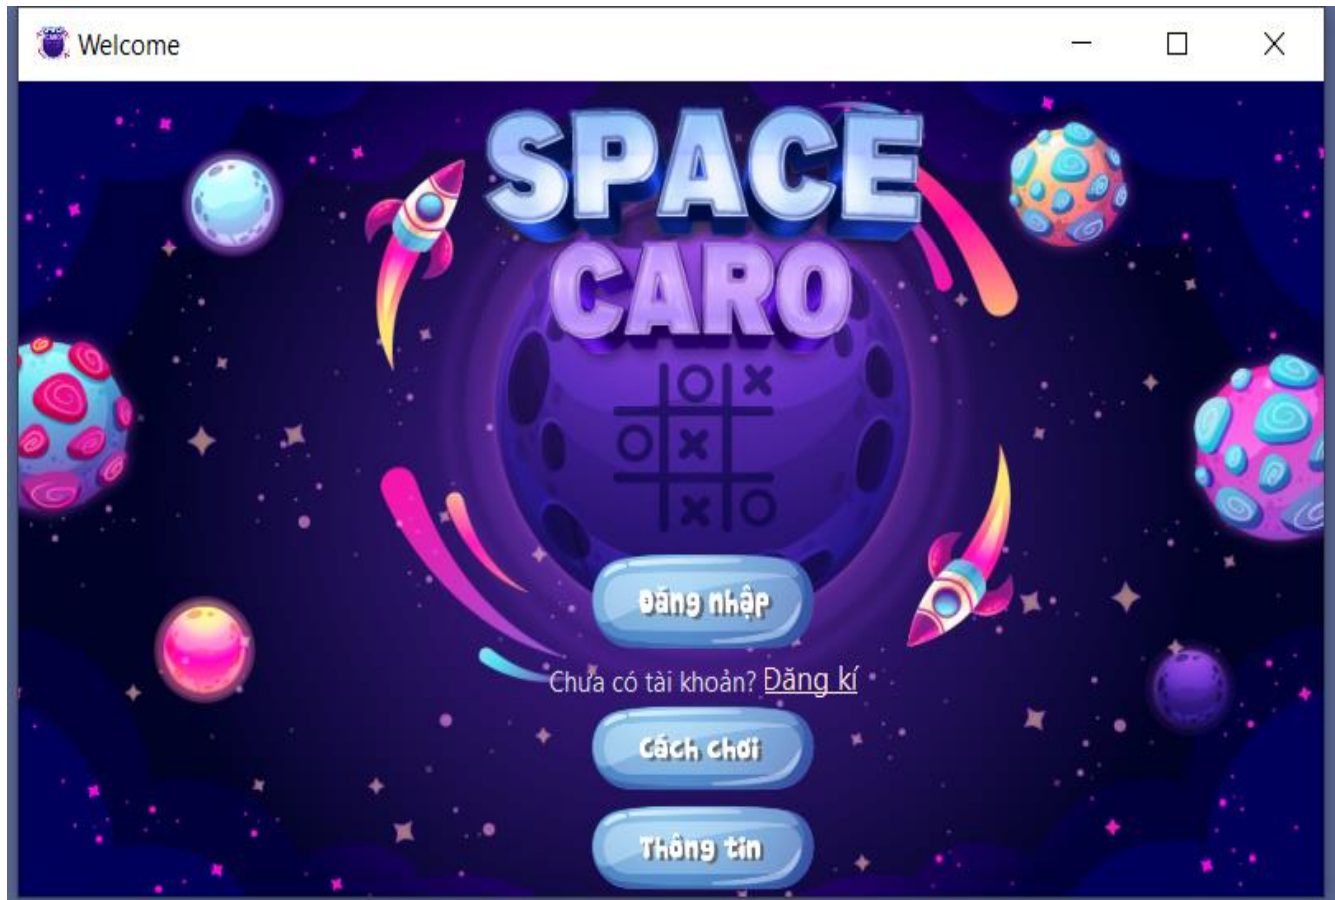 Welcome
SPACE
CARO
Đăng nhập
Chưa có tài khoản? Đăng kí
Cách chơi
Thông tin